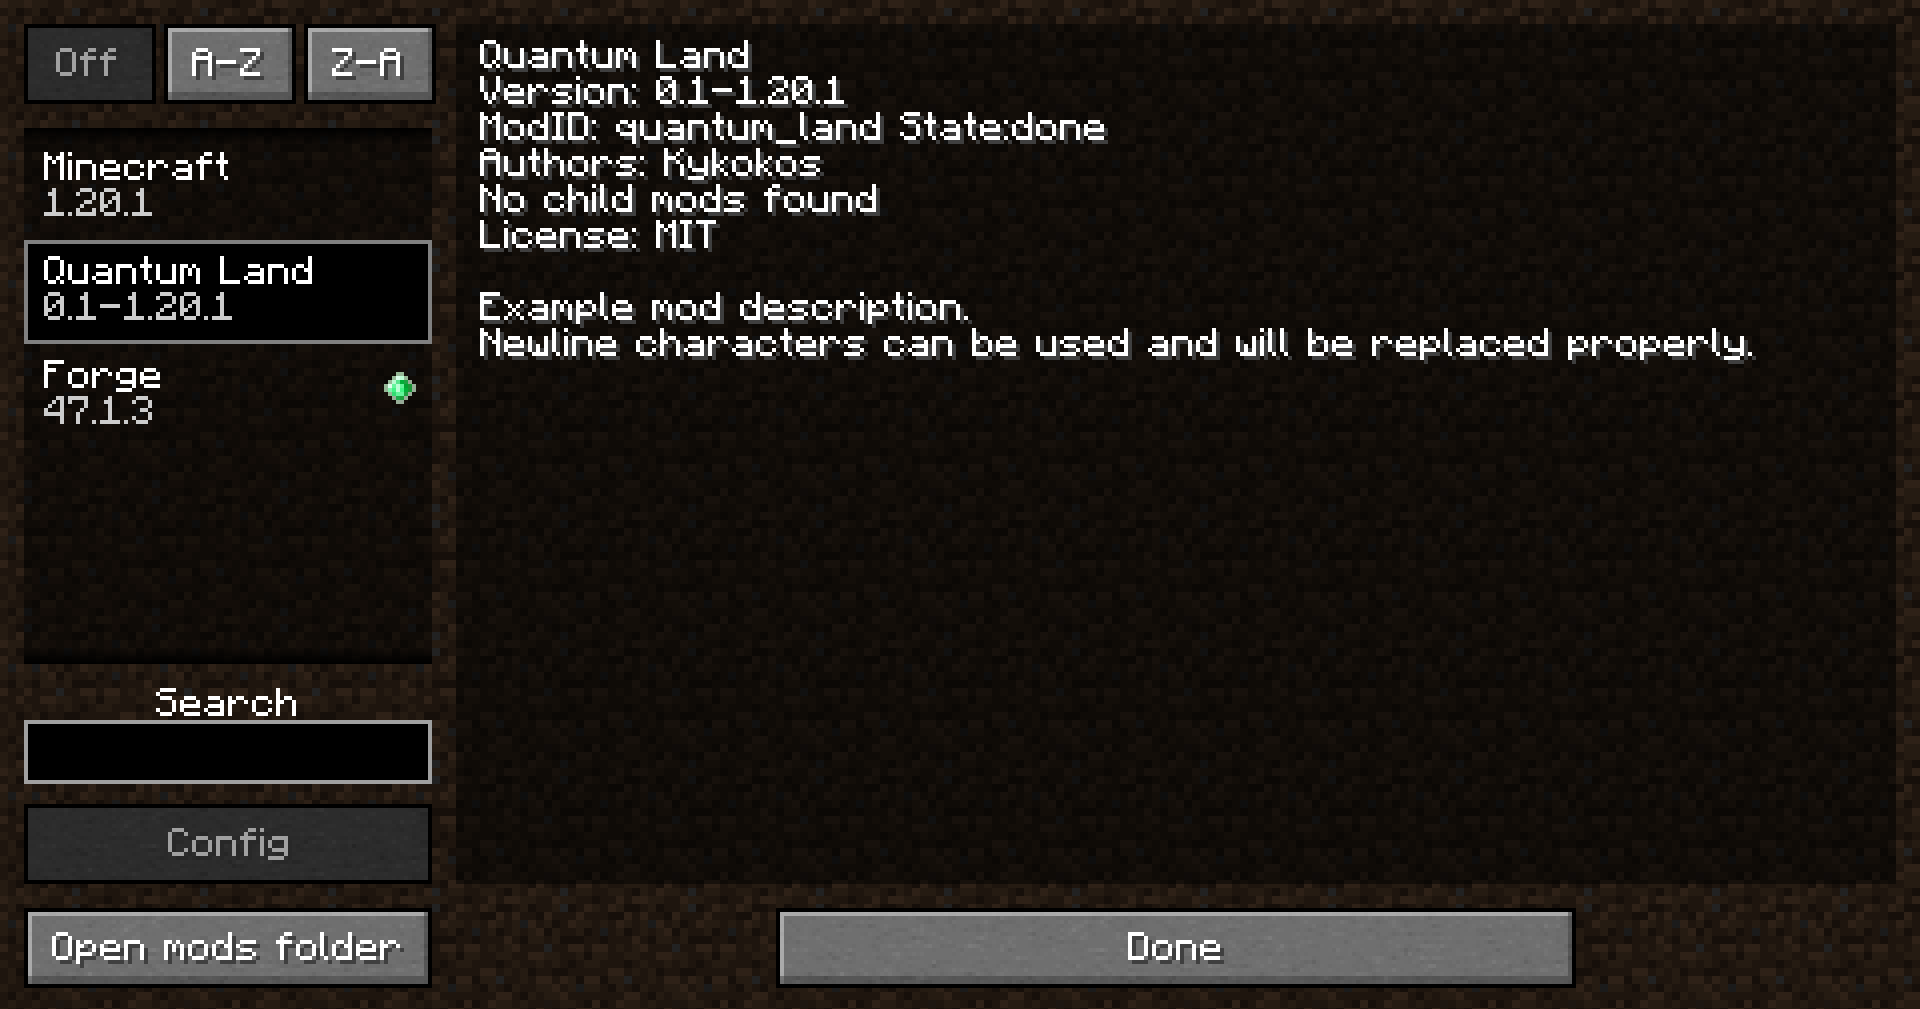 Off A-Z Z-A
Minecraft
1.20.1
Quantum Land
0.1-1.20.1
Forge
47.1.3
Search
Config
Open mods folder
Quantum Land
Version: 0.1-1.20.1
ModID: quantum_land State:done
Authors: Kykokos
No child mods found
License: MIT
Example mod description.
Newline characters can be used and will be replaced properly.
Done